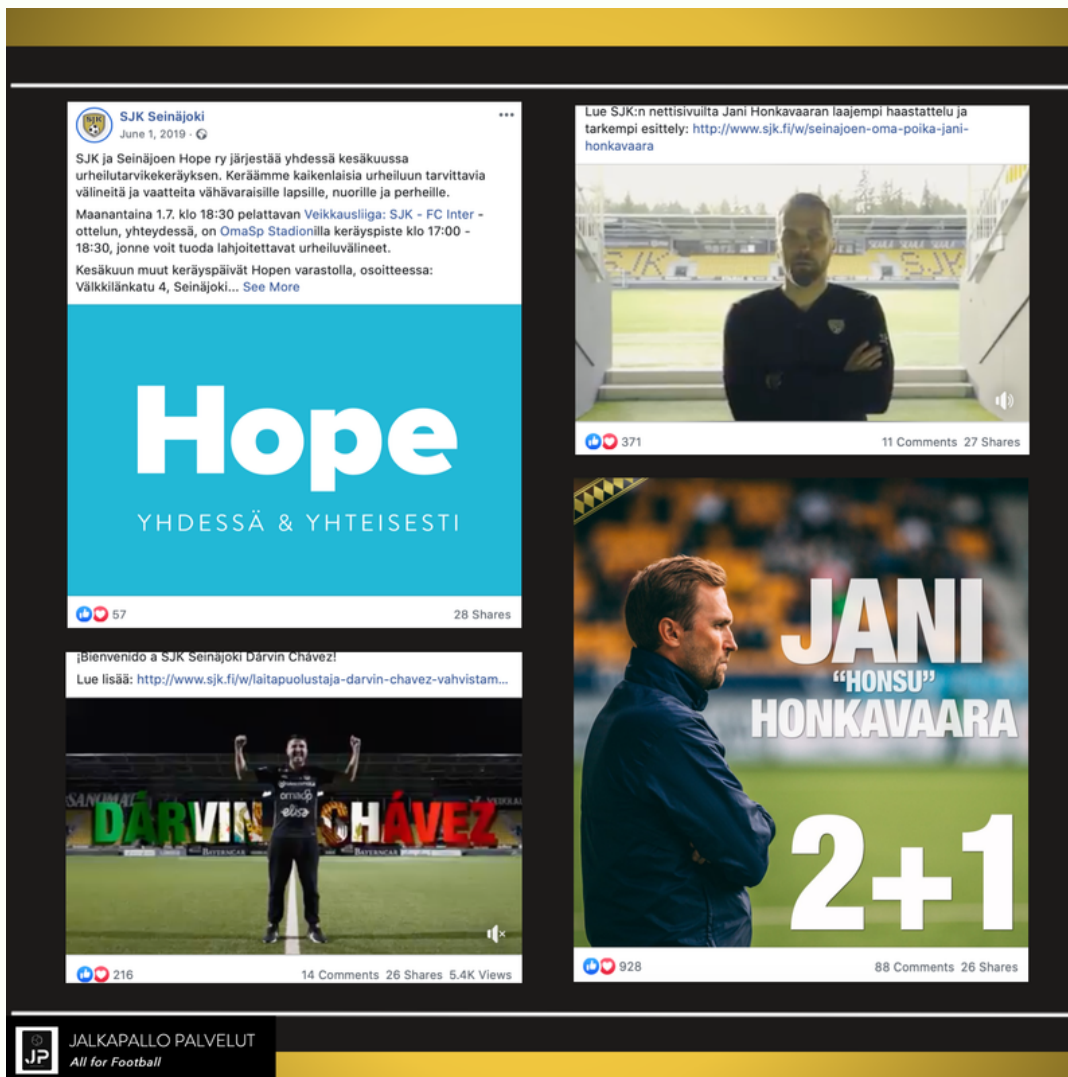 SJK Seinäjoki
June 1, 2019 ·
SJK ja Seinäjoen Hope ry järjestää yhdessä kesäkuussa
urheilutarvikekeräyksen. Keräämme kaikenlaisia urheiluun tarvittavia
välineitä ja vaatteita vähävaraisille lapsille, nuorille ja perheille.
Maanantaina 1.7. klo 18:30 pelattavan Veikkausliiga: SJK - FC Inter -
ottelun, yhteydessä, on OmaSp Stadionilla keräyspiste klo 17:00 -
18:30, jonne voit tuoda lahjoitettavat urheiluvälineet.
Kesäkuun muut keräyspäivät Hopen varastolla, osoitteessa:
Välkkilänkatu 4, Seinäjoki... See More
Hope
YHDESSÄ & YHTEISESTI
57
28 Shares
¡Bienvenido a SJK Seinäjoki Dárvin Chávez!
Lue lisää: http://www.sjk.fi/w/laitapuolustaja-darvin-chavez-vahvistam...
DÁRVIN CHÁVEZ
omasp
elisa
BAYERNCAR
BAYERNCAR
216
14 Comments 26 Shares 5.4K Views
Lue SJK:n nettisivuilta Jani Honkavaaran laajempi haastattelu ja
tarkempi esittely: http://www.sjk.fi/w/seinajoen-oma-poika-jani-
honkavaara
SJK
SJK
371
11 Comments 27 Shares
JANI
"HONSU"
HONKAVAARA
2+1
928
88 Comments 26 Shares
JP
JALKAPALLO PALVELUT
All for Football